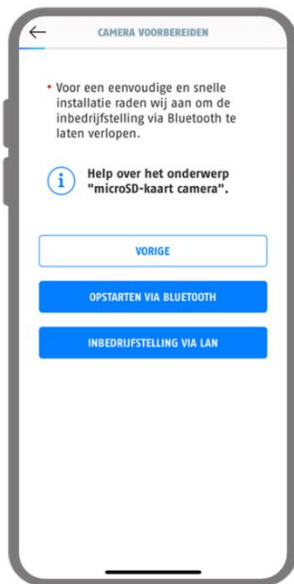 CAMERA VOORBEREIDEN
• Voor een eenvoudige en snelle
installatie raden wij aan om de
inbedrijfstelling via Bluetooth te
laten verlopen.
i Help over het onderwerp
"microSD-kaart camera".
VORIGE
OPSTARTEN VIA BLUETOOTH
INBEDRIJFSTELLING VIA LAN